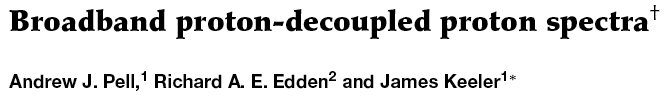 Broadband proton-decoupled proton spectra†
Andrew J. Pell,1 Richard A. E. Edden2 and James Keeler1*